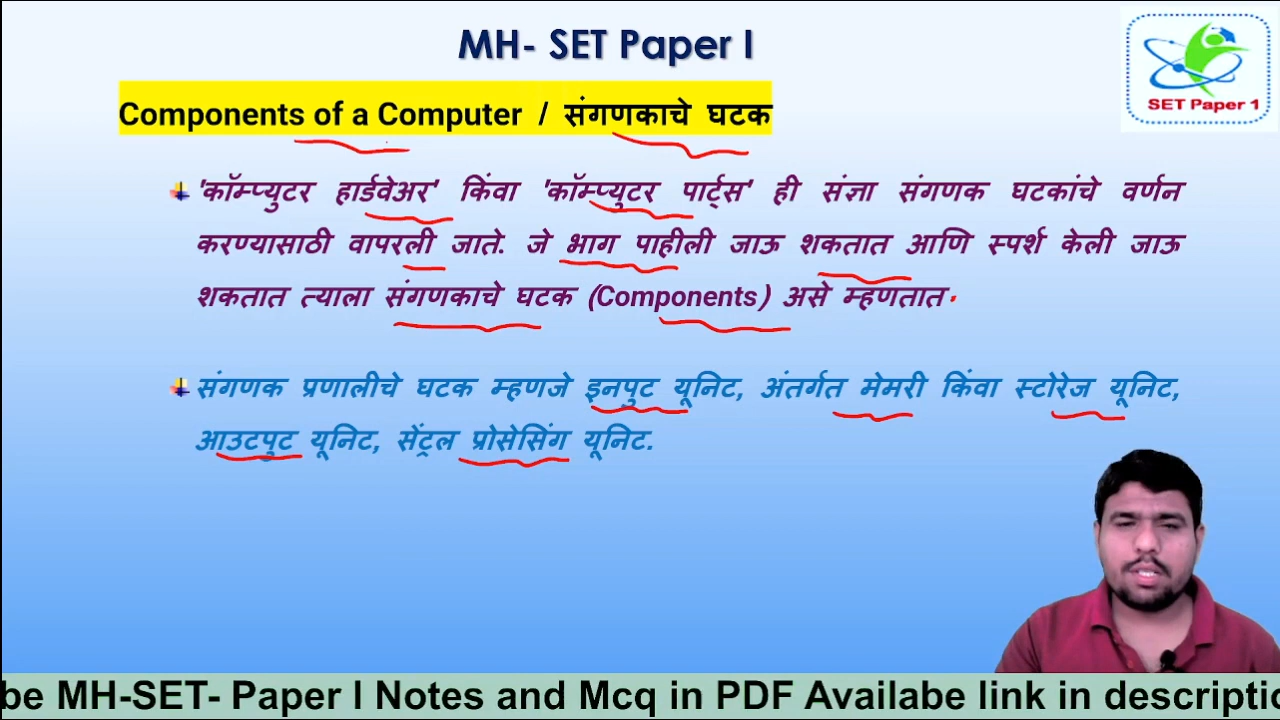 MH- SET Paper I
SET Paper 1
Components of a Computer / संगणकाचे घटक
'कॉम्प्युटर हार्डवेअर' किंवा 'कॉम्प्युटर पार्ट्स' ही संज्ञा संगणक घटकांचे वर्णन
करण्यासाठी वापरली जाते. जे भाग पाहीली जाऊ शकतात आणि स्पर्श केली जाऊ
शकतात त्याला संगणकाचे घटक (Components) असे म्हणतात
संगणक प्रणालीचे घटक म्हणजे इनपुट यूनिट, अंतर्गत मेमरी किंवा स्टोरेज यूनिट,
आउटपुट यूनिट, सेंट्रल प्रोसेसिंग यूनिट.
be MH-SET- Paper I Notes and Mcq in PDF Availabe link in descriptio